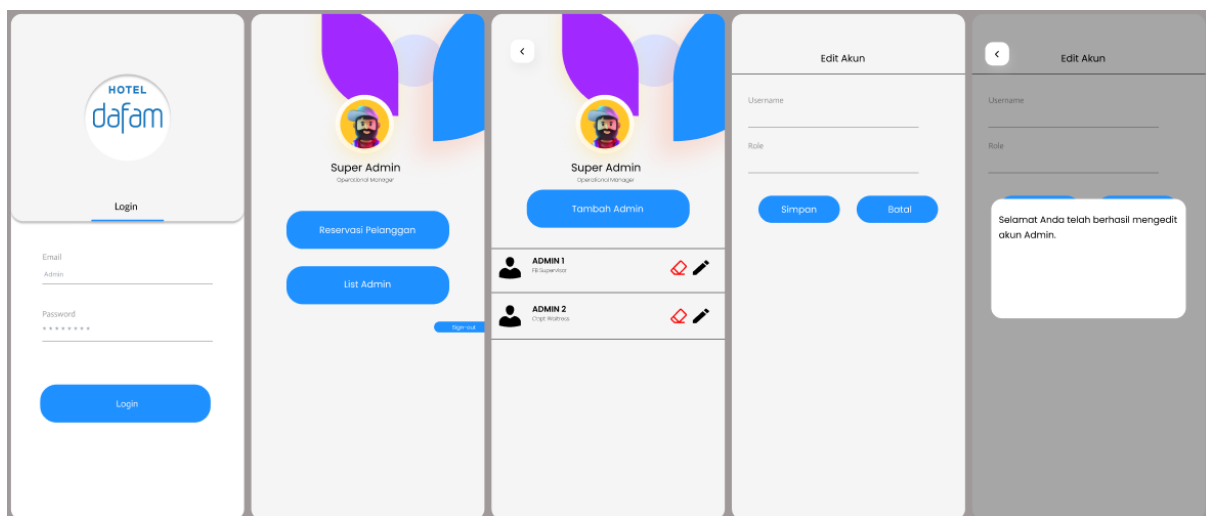 HOTEL
dafam
Login
Email
Admin
Password
********
Login
Super Admin
Operational Manager
Reservasi Pelanggan
List Admin
Sign-out
Super Admin
Operational Manager
Tambah Admin
ADMIN 1
FB Supervisor
ADMIN 2
Capt Waitress
Edit Akun
Username
Role
Simpan
Batal
Edit Akun
Username
Role
Selamat Anda telah berhasil mengedit
akun Admin.